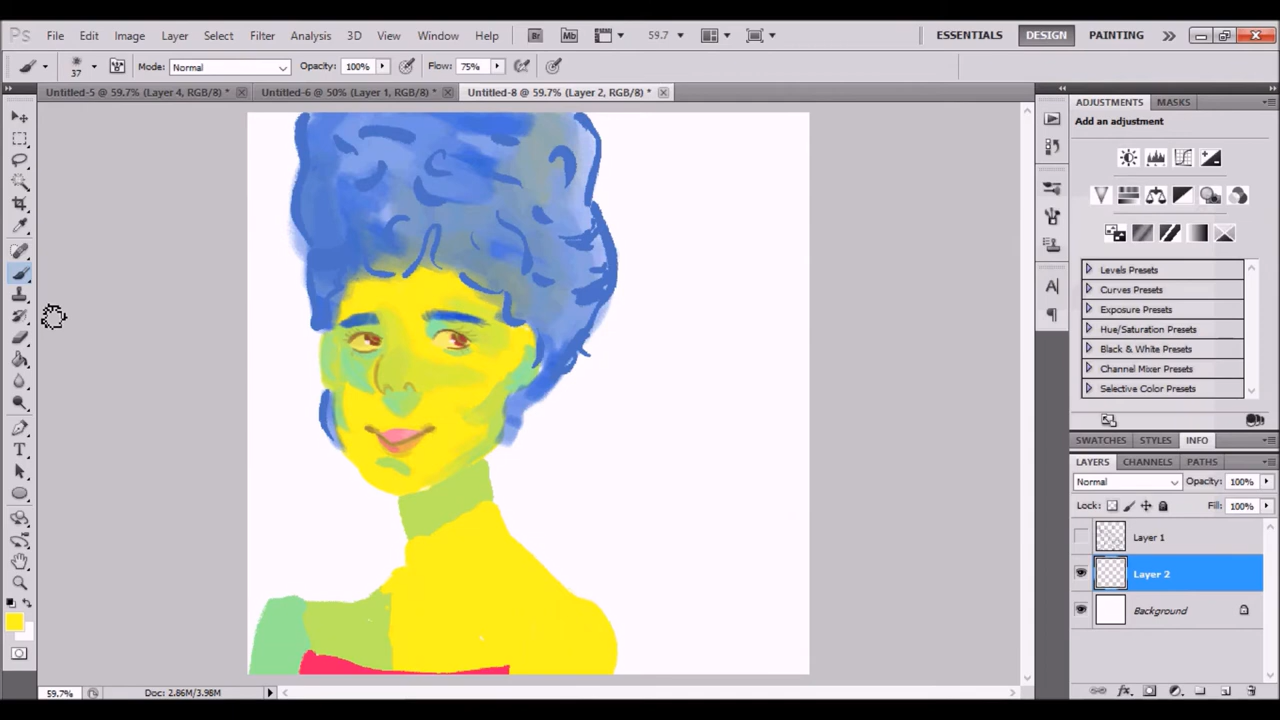 Ps File Edit Image Layer Select Filter Analysis 3D View Window Help Br Mb 59.7 ESSENTIALS DESIGN PAINTING
37 Mode: Normal Opacity: 100% Flow: 75%
Untitled-5 @ 59.7% (Layer 4, RGB/8) * Untitled-6 @ 50% (Layer 1, RGB/8) * Untitled-8 @ 59.7% (Layer 2, RGB/8) *
ADJUSTMENTS MASKS
Add an adjustment
Levels Presets
Curves Presets
Exposure Presets
Hue/Saturation Presets
Black & White Presets
Channel Mixer Presets
Selective Color Presets
SWATCHES STYLES INFO
LAYERS CHANNELS PATHS
Normal Opacity: 100%
Lock: Fill: 100%
Layer 1
Layer 2
Background
59.7% Doc: 2.86M/3.98M